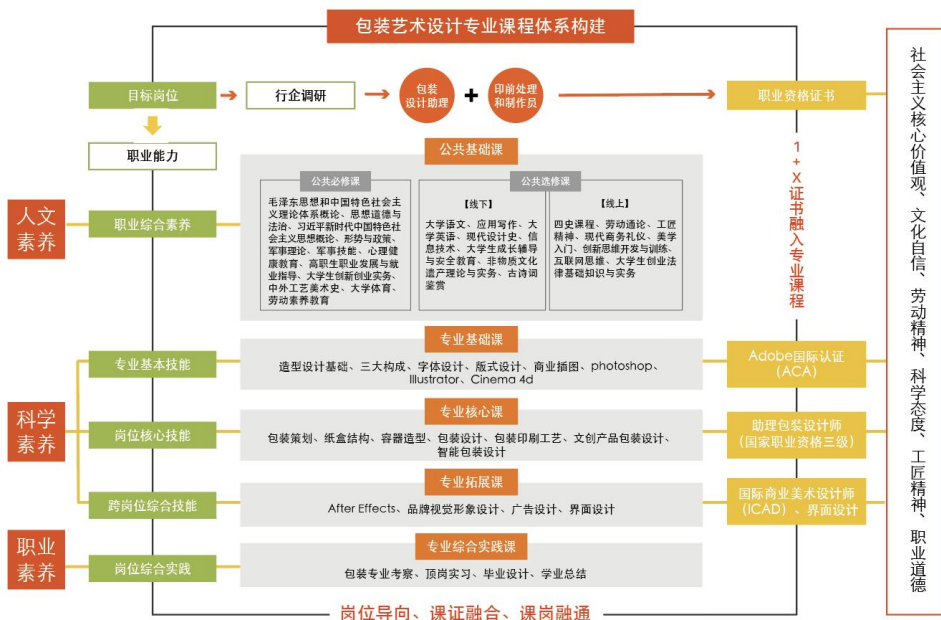 包装艺术设计专业课程体系构建
目标岗位
行企调研
包装
设计助理
+
印前处理
和制作员
职业资格证书
职业能力
公共基础课
公共必修课
毛泽东思想和中国特色社会主
义理论体系概论、思想道德与
法治、习近平新时代中国特色社
会主义思想概论、形势与政策、
军事理论、军事技能、心理健
康教育、高职生职业发展与就
业指导、大学生创新创业实务、
中外工艺美术史、大学体育、
劳动素养教育
公共选修课
【线下】
大学语文、应用写作、大
学英语、现代设计史、信
息技术、大学生成长辅导
与安全教育、非物质文化
遗产理论与实务、古诗词
鉴赏
【线上】
四史课程、劳动通论、工匠
精神、现代商务礼仪、美学
入门、创新思维开发与训练、
互联网思维、大学生创业法
律基础知识与实务
人文
素养
职业综合素养
1+X证书融入专业课程
科学
素养
专业基本技能
专业基础课
造型设计基础、三大构成、字体设计、版式设计、商业插图、photoshop、
Illustrator、Cinema 4d
Adobe国际认证
(ACA)
岗位核心技能
专业核心课
包装策划、纸盒结构、容器造型、包装设计、包装印刷工艺、文创产品包装设计、
智能包装设计
助理包装设计师
(国家职业资格三级)
跨岗位综合技能
专业拓展课
After Effects、品牌视觉形象设计、广告设计、界面设计
国际商业美术设计师
(ICAD)、界面设计
职业
素养
岗位综合实践
专业综合实践课
包装专业考察、顶岗实习、毕业设计、学业总结
岗位导向、课证融合、课岗融通
社会主义核心价值观、文化自信、劳动精神、科学态度、工匠精神、职业道德